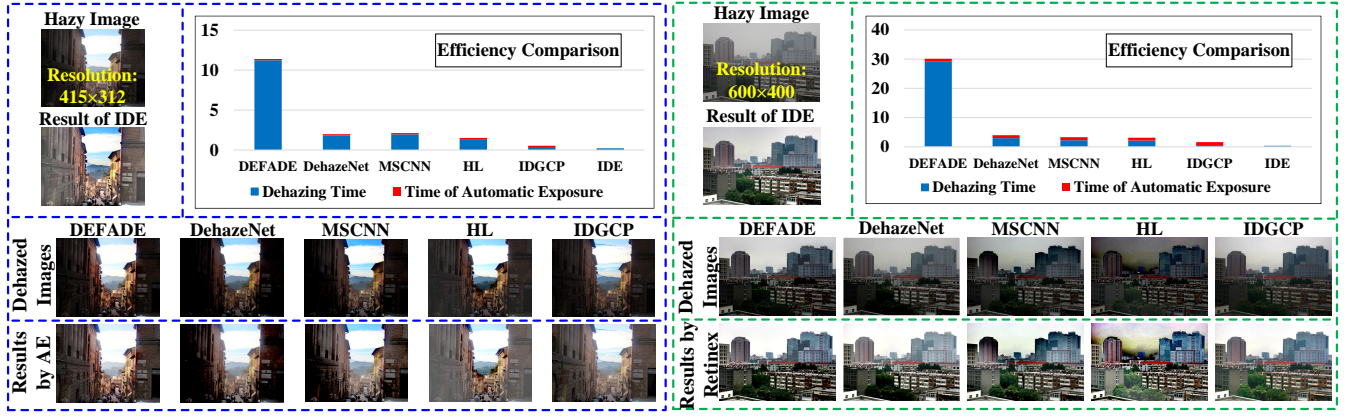 Hazy Image
Resolution:
415×312
Result of IDE
Efficiency Comparison
15
10
5
0
DEFADE DehazeNet MSCNN HL IDGCP IDE
Dehazing Time Time of Automatic Exposure
DEFADE DehazeNet MSCNN HL IDGCP
Dehazed
Images
Results
by AE
Hazy Image
Resolution:
600×400
Result of IDE
Efficiency Comparison
40
30
20
10
0
DEFADE DehazeNet MSCNN HL IDGCP IDE
Dehazing Time Time of Automatic Exposure
DEFADE DehazeNet MSCNN HL IDGCP
Dehazed
Images
Results by
Retinex